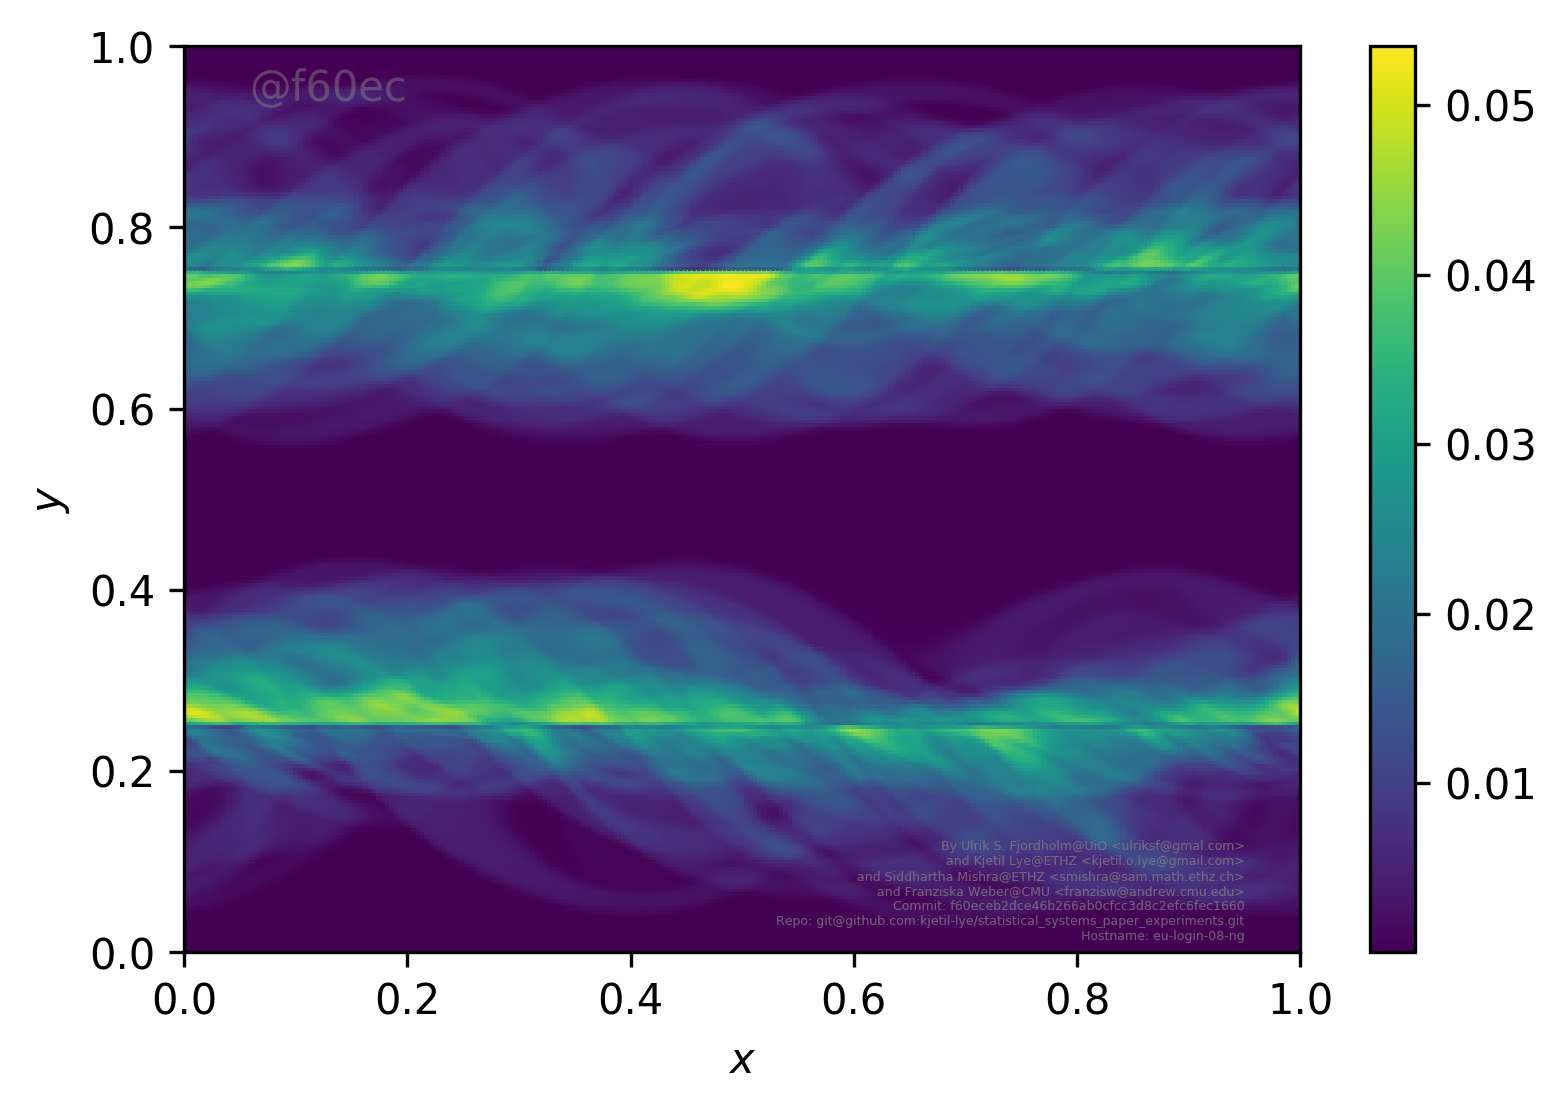 @f60ec
1.0
0.8
0.6
0.4
0.2
0.0
y
0.0 0.2 0.4 0.6 0.8 1.0
x
0.05
0.04
0.03
0.02
0.01
By Ulrik S. Fjordholm@UiO <ulriksf@gmal.com>
and Kjetil Lye@ETHZ <kjetil.o.lye@gmail.com>
and Siddhartha Mishra@ETHZ <smishra@sam.math.ethz.ch>
and Franziska Weber@CMU <franzisw@andrew.cmu.edu>
Commit: f60eceb2dce46b266ab0cfcc3d8c2efc6fec1660
Repo: git@github.com:kjetil-lye/statistical_systems_paper_experiments.git
Hostname: eu-login-08-ng